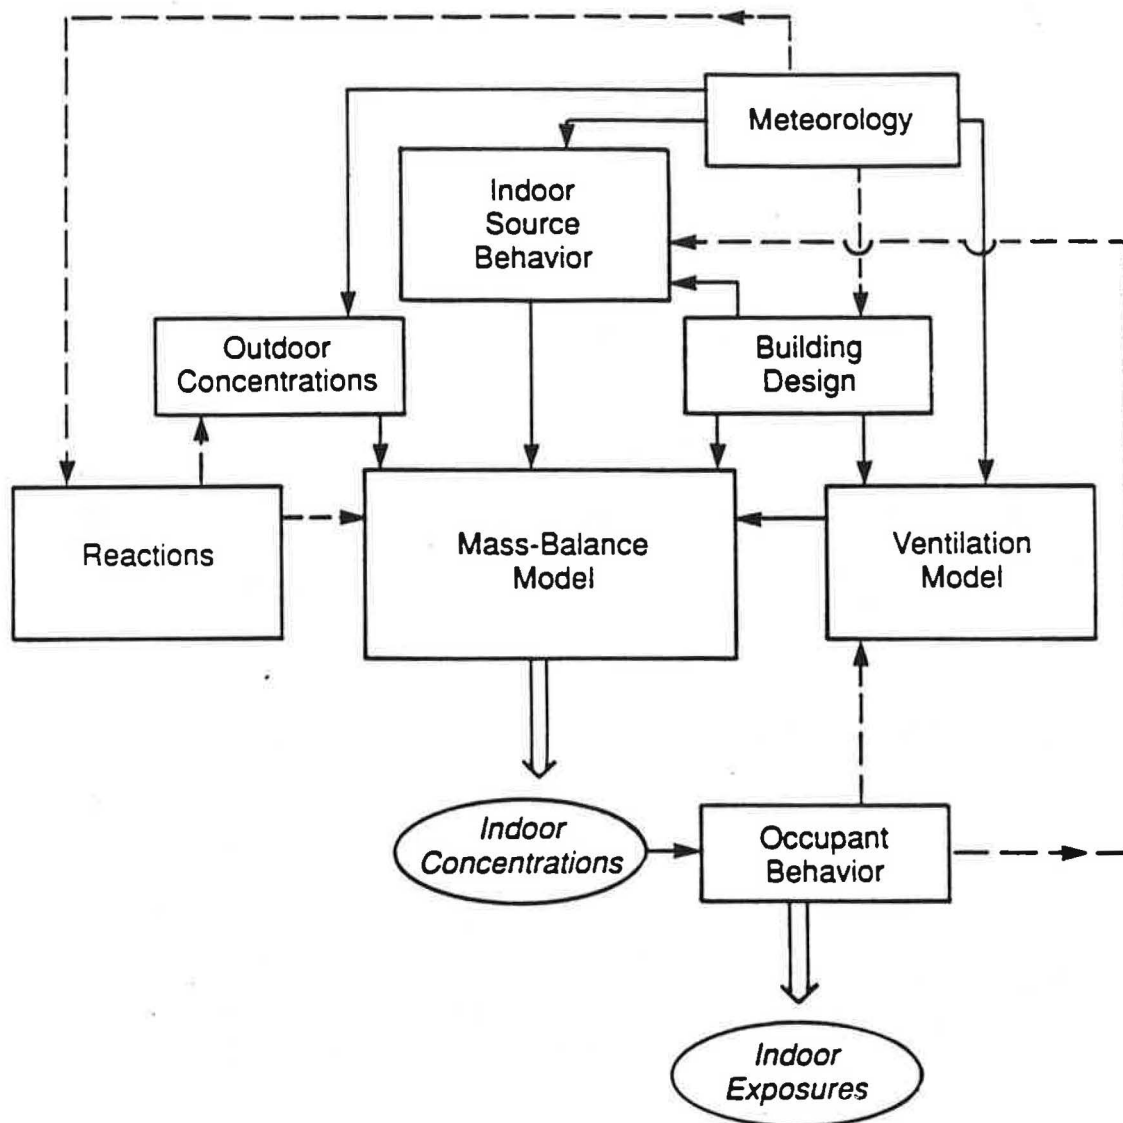 Meteorology
Indoor
Source
Behavior
Outdoor
Concentrations
Building
Design
Reactions
Mass-Balance
Model
Ventilation
Model
Indoor
Concentrations
Occupant
Behavior
Indoor
Exposures